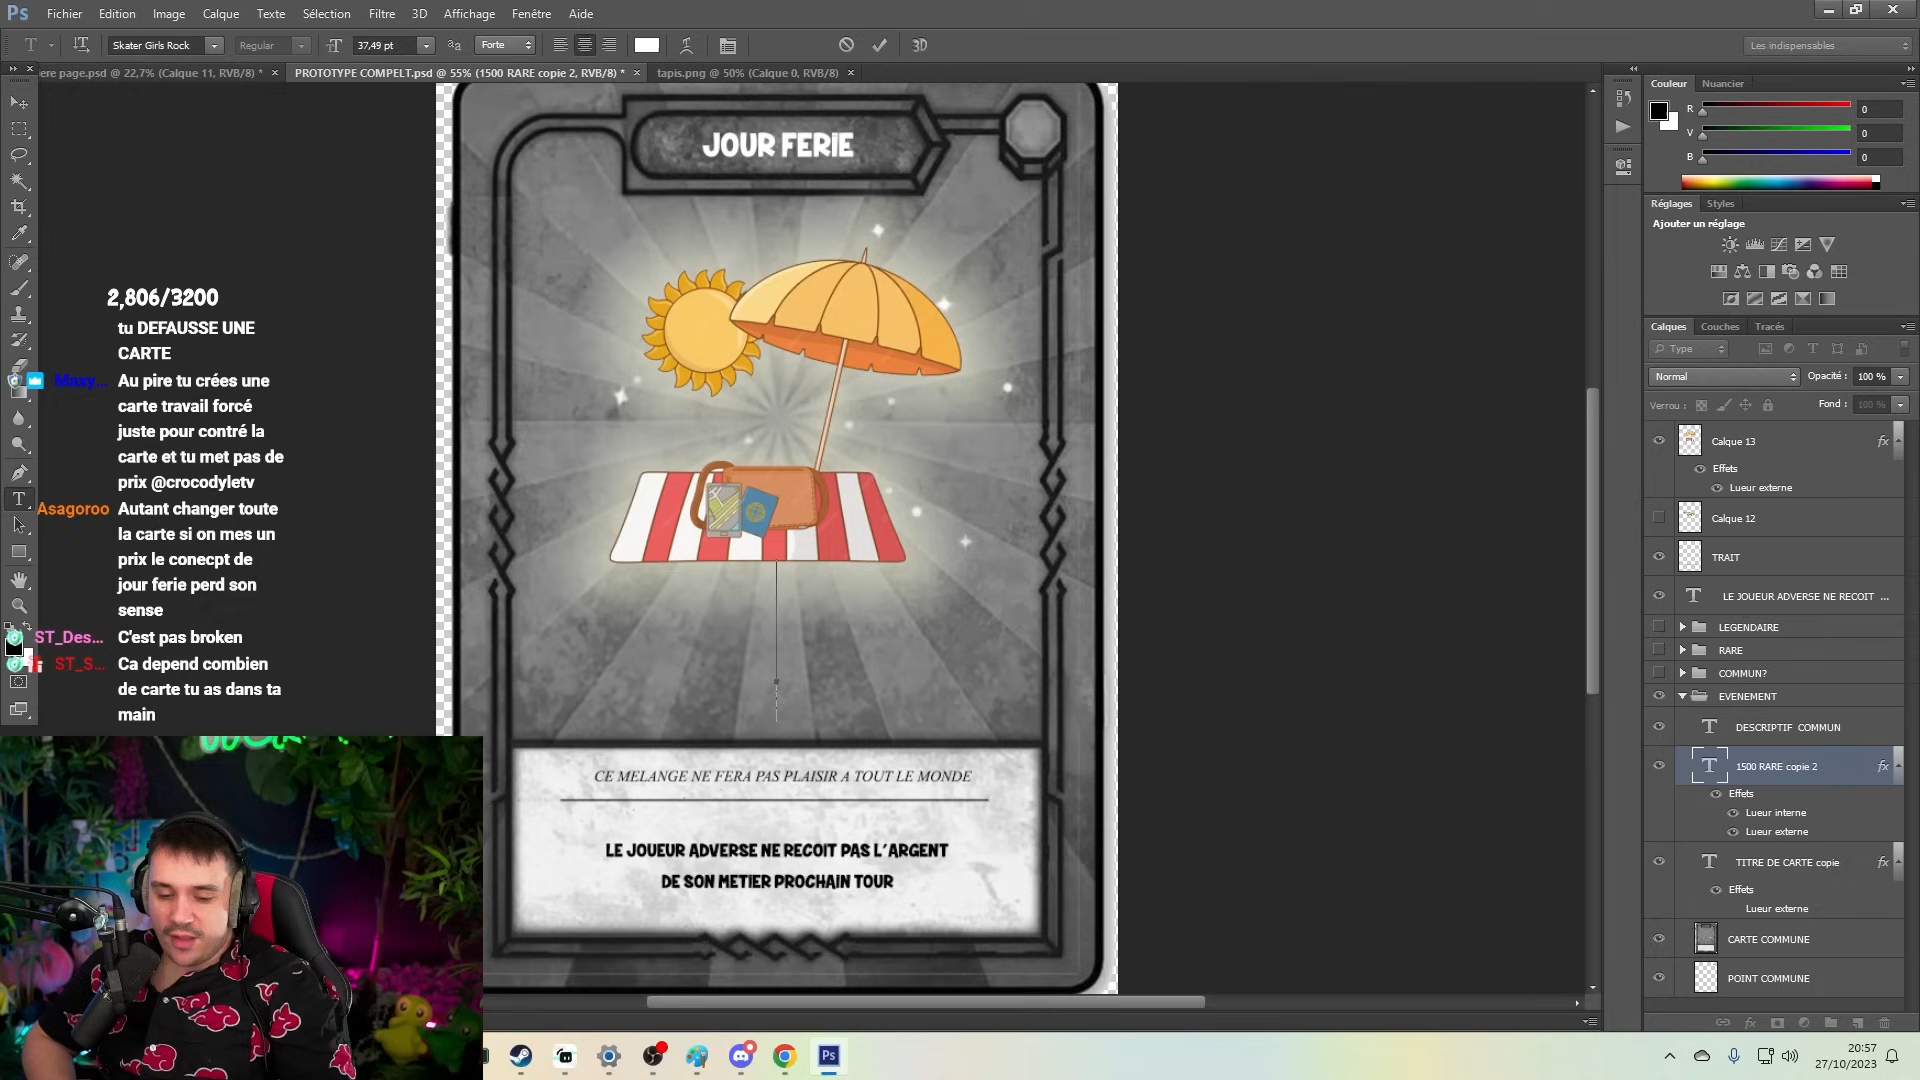 Ps Fichier Edition Image Calque Texte Sélection Filtre 3D Affichage Fenêtre Aide
Skater Girls Rock Regular 37,49 pt aa Forte 3D Les indispensables
ere page.psd @ 22,7% (Calque 11, RVB/8) * × PROTOTYPE COMPELT.psd @ 55% (1500 RARE copie 2, RVB/8) * × tapis.png @ 50% (Calque 0, RVB/8) ×
Couleur Nuancier
R 0
V 0
B 0
Réglages Styles
Ajouter un réglage
Calques Couches Tracés
Type
Normal Opacité : 100 %
Verrou : Fond : 100 %
Calque 13 fx
Effets
Lueur externe
Calque 12
TRAIT
LE JOUEUR ADVERSE NE RECOIT ...
LEGENDAIRE
RARE
COMMUN?
EVENEMENT
DESCRIPTIF COMMUN
1500 RARE copie 2 fx
Effets
Lueur interne
Lueur externe
TITRE DE CARTE copie fx
Effets
Lueur externe
CARTE COMMUNE
POINT COMMUNE
JOUR FERIE
CE MELANGE NE FERA PAS PLAISIR A TOUT LE MONDE
LE JOUEUR ADVERSE NE RECOIT PAS L'ARGENT
DE SON METIER PROCHAIN TOUR
2,806/3200
tu DEFAUSSE UNE
CARTE
Mnxy... Au pire tu crées une
carte travail forcé
juste pour contré la
carte et tu met pas de
prix @crocodyletv
Asagoroo Autant changer toute
la carte si on mes un
prix le conecpt de
jour ferie perd son
sense
ST_Des... C'est pas broken
ST_S... Ca depend combien
de carte tu as dans ta
main
Ps
20:57
27/10/2023